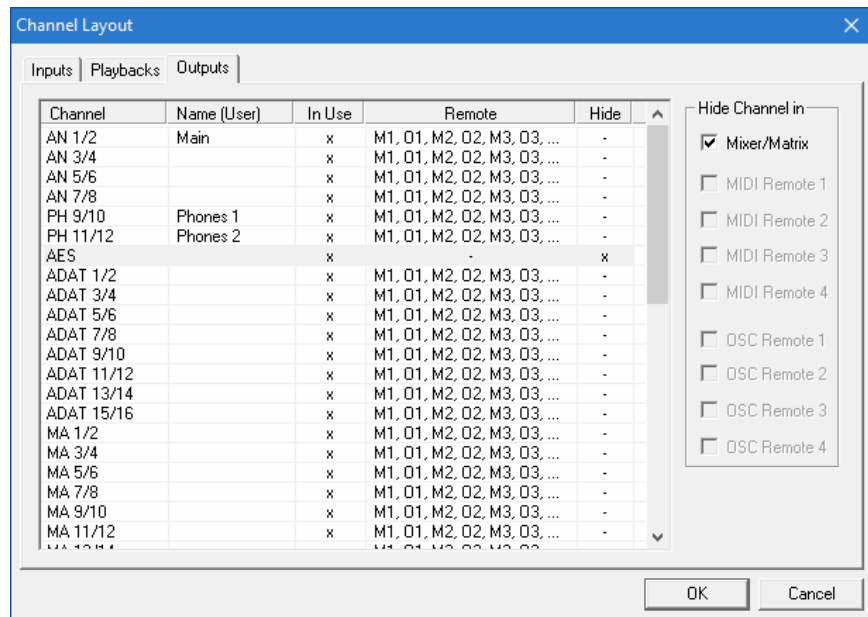 Channel Layout
Inputs Playbacks Outputs
Channel Name (User) In Use Remote Hide
AN 1/2 Main x M1, O1, M2, O2, M3, O3, ... -
AN 3/4 x M1, O1, M2, O2, M3, O3, ... -
AN 5/6 x M1, O1, M2, O2, M3, O3, ... -
AN 7/8 x M1, O1, M2, O2, M3, O3, ... -
PH 9/10 Phones 1 x M1, O1, M2, O2, M3, O3, ... -
PH 11/12 Phones 2 x M1, O1, M2, O2, M3, O3, ... -
AES x - x
ADAT 1/2 x M1, O1, M2, O2, M3, O3, ... -
ADAT 3/4 x M1, O1, M2, O2, M3, O3, ... -
ADAT 5/6 x M1, O1, M2, O2, M3, O3, ... -
ADAT 7/8 x M1, O1, M2, O2, M3, O3, ... -
ADAT 9/10 x M1, O1, M2, O2, M3, O3, ... -
ADAT 11/12 x M1, O1, M2, O2, M3, O3, ... -
ADAT 13/14 x M1, O1, M2, O2, M3, O3, ... -
ADAT 15/16 x M1, O1, M2, O2, M3, O3, ... -
MA 1/2 x M1, O1, M2, O2, M3, O3, ... -
MA 3/4 x M1, O1, M2, O2, M3, O3, ... -
MA 5/6 x M1, O1, M2, O2, M3, O3, ... -
MA 7/8 x M1, O1, M2, O2, M3, O3, ... -
MA 9/10 x M1, O1, M2, O2, M3, O3, ... -
MA 11/12 x M1, O1, M2, O2, M3, O3, ... -
Hide Channel in
Mixer/Matrix
MIDI Remote 1
MIDI Remote 2
MIDI Remote 3
MIDI Remote 4
OSC Remote 1
OSC Remote 2
OSC Remote 3
OSC Remote 4
OK Cancel